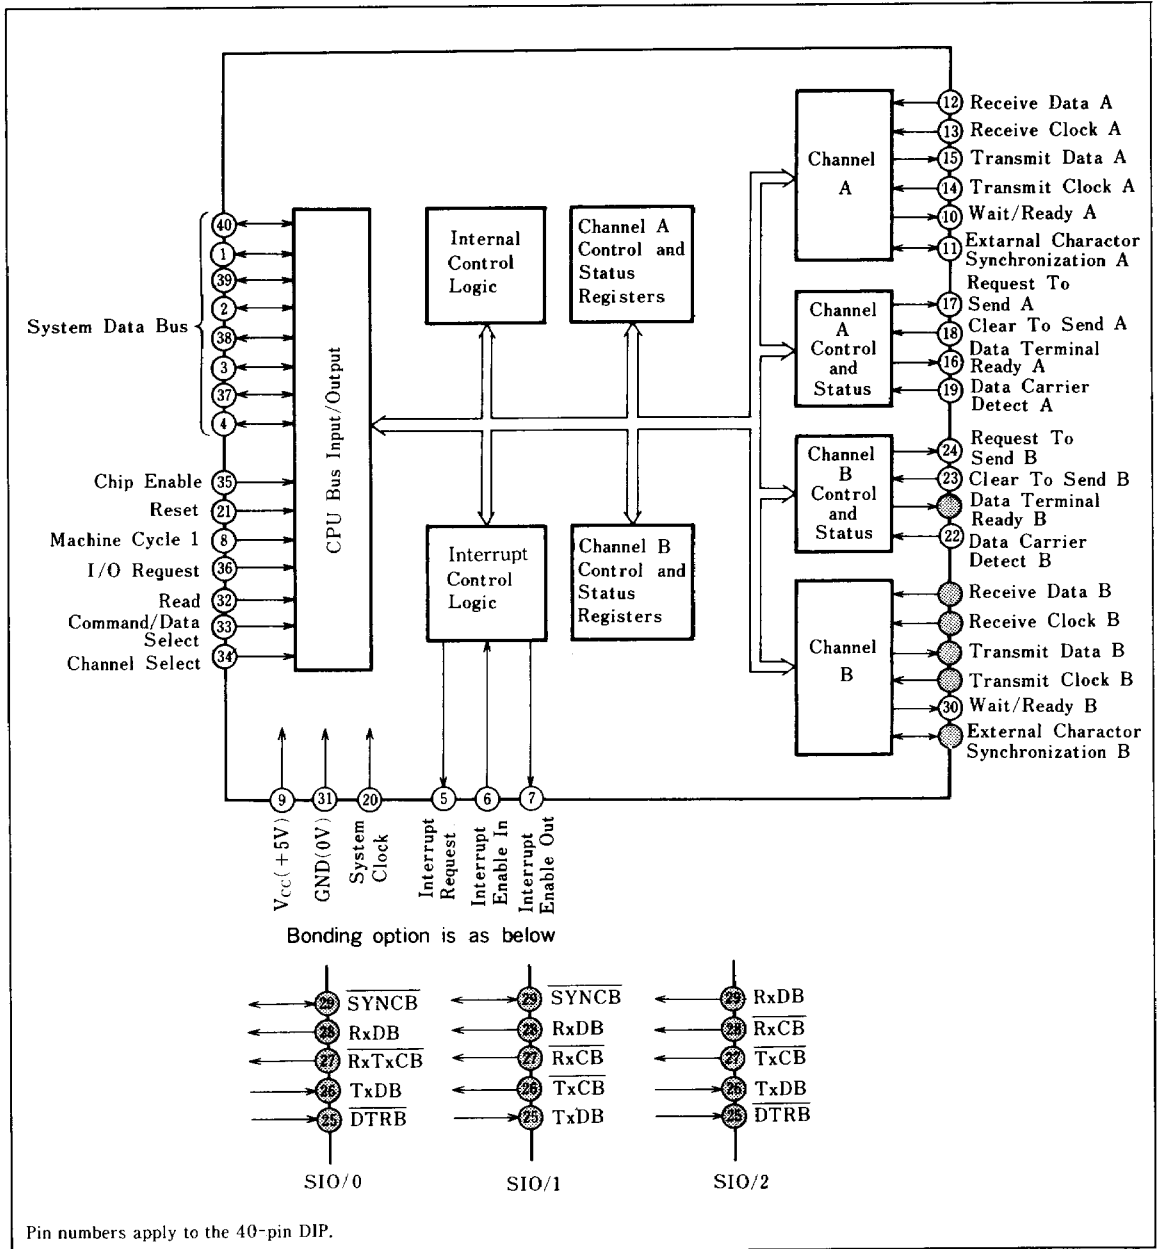 System Data Bus
40
1
39
2
38
3
37
4
Chip Enable 35
Reset 21
Machine Cycle 1 8
I/O Request 36
Read 32
Command/Data
Select
33
Channel Select 34
CPU Bus Input/Output
Internal
Control
Logic
Channel A
Control and
Status
Registers
Interrupt
Control
Logic
Channel B
Control and
Status
Registers
Channel
A
Channel
A
Control
and
Status
Channel
B
Control
and
Status
Channel
B
12 Receive Data A
13 Receive Clock A
15 Transmit Data A
14 Transmit Clock A
10 Wait/Ready A
11 Extarnal Charactor
Synchronization A
17 Request To
Send A
18 Clear To Send A
16 Data Terminal
Ready A
19 Data Carrier
Detect A
24 Request To
Send B
23 Clear To Send B
Data Terminal
Ready B
22 Data Carrier
Detect B
Receive Data B
Receive Clock B
Transmit Data B
Transmit Clock B
30 Wait/Ready B
External Charactor
Synchronization B
9
31
20
5
6
7
VCC(+5V)
GND(0V)
System
Clock
Interrupt
Request
Interrupt
Enable In
Interrupt
Enable Out
Bonding option is as below
29 SYNCB
28 RxDB
27 RxTxCB
26 TxDB
25 DTRB
SIO/0
29 SYNCB
28 RxDB
27 RxCB
26 TxCB
25 TxDB
SIO/1
29 RxDB
28 RxCB
27 TxCB
26 TxDB
25 DTRB
SIO/2
Pin numbers apply to the 40-pin DIP.